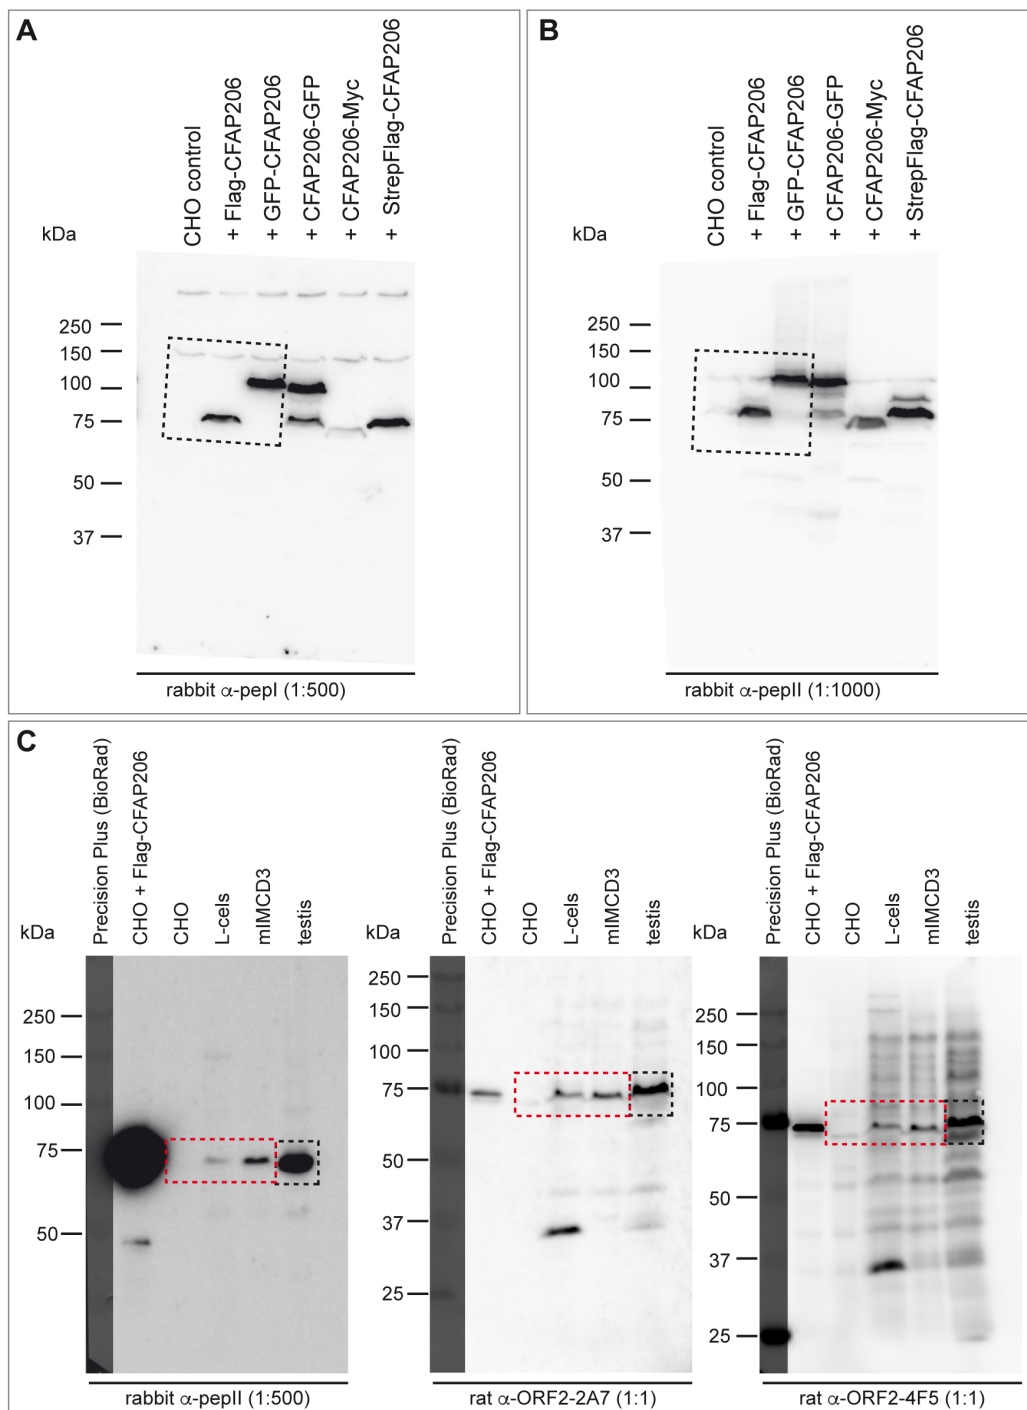 A
CHO control
+ Flag-CFAP206
+ GFP-CFAP206
+ CFAP206-GFP
+ CFAP206-Myc
+ StrepFlag-CFAP206
kDa
250
150
100
75
50
37
rabbit α-pepI (1:500)
B
CHO control
+ Flag-CFAP206
+ GFP-CFAP206
+ CFAP206-GFP
+ CFAP206-Myc
+ StrepFlag-CFAP206
kDa
250
150
100
75
50
37
rabbit α-pepII (1:1000)
C
Precision Plus (BioRad)
CHO + Flag-CFAP206
CHO
L-cels
mIMCD3
testis
kDa
250
150
100
75
50
rabbit α-pepII (1:500)
Precision Plus (BioRad)
CHO + Flag-CFAP206
CHO
L-cels
mIMCD3
testis
kDa
250
150
100
75
50
37
25
rat α-ORF2-2A7 (1:1)
Precision Plus (BioRad)
CHO + Flag-CFAP206
CHO
L-cels
mIMCD3
testis
kDa
250
150
100
75
50
37
25
rat α-ORF2-4F5 (1:1)